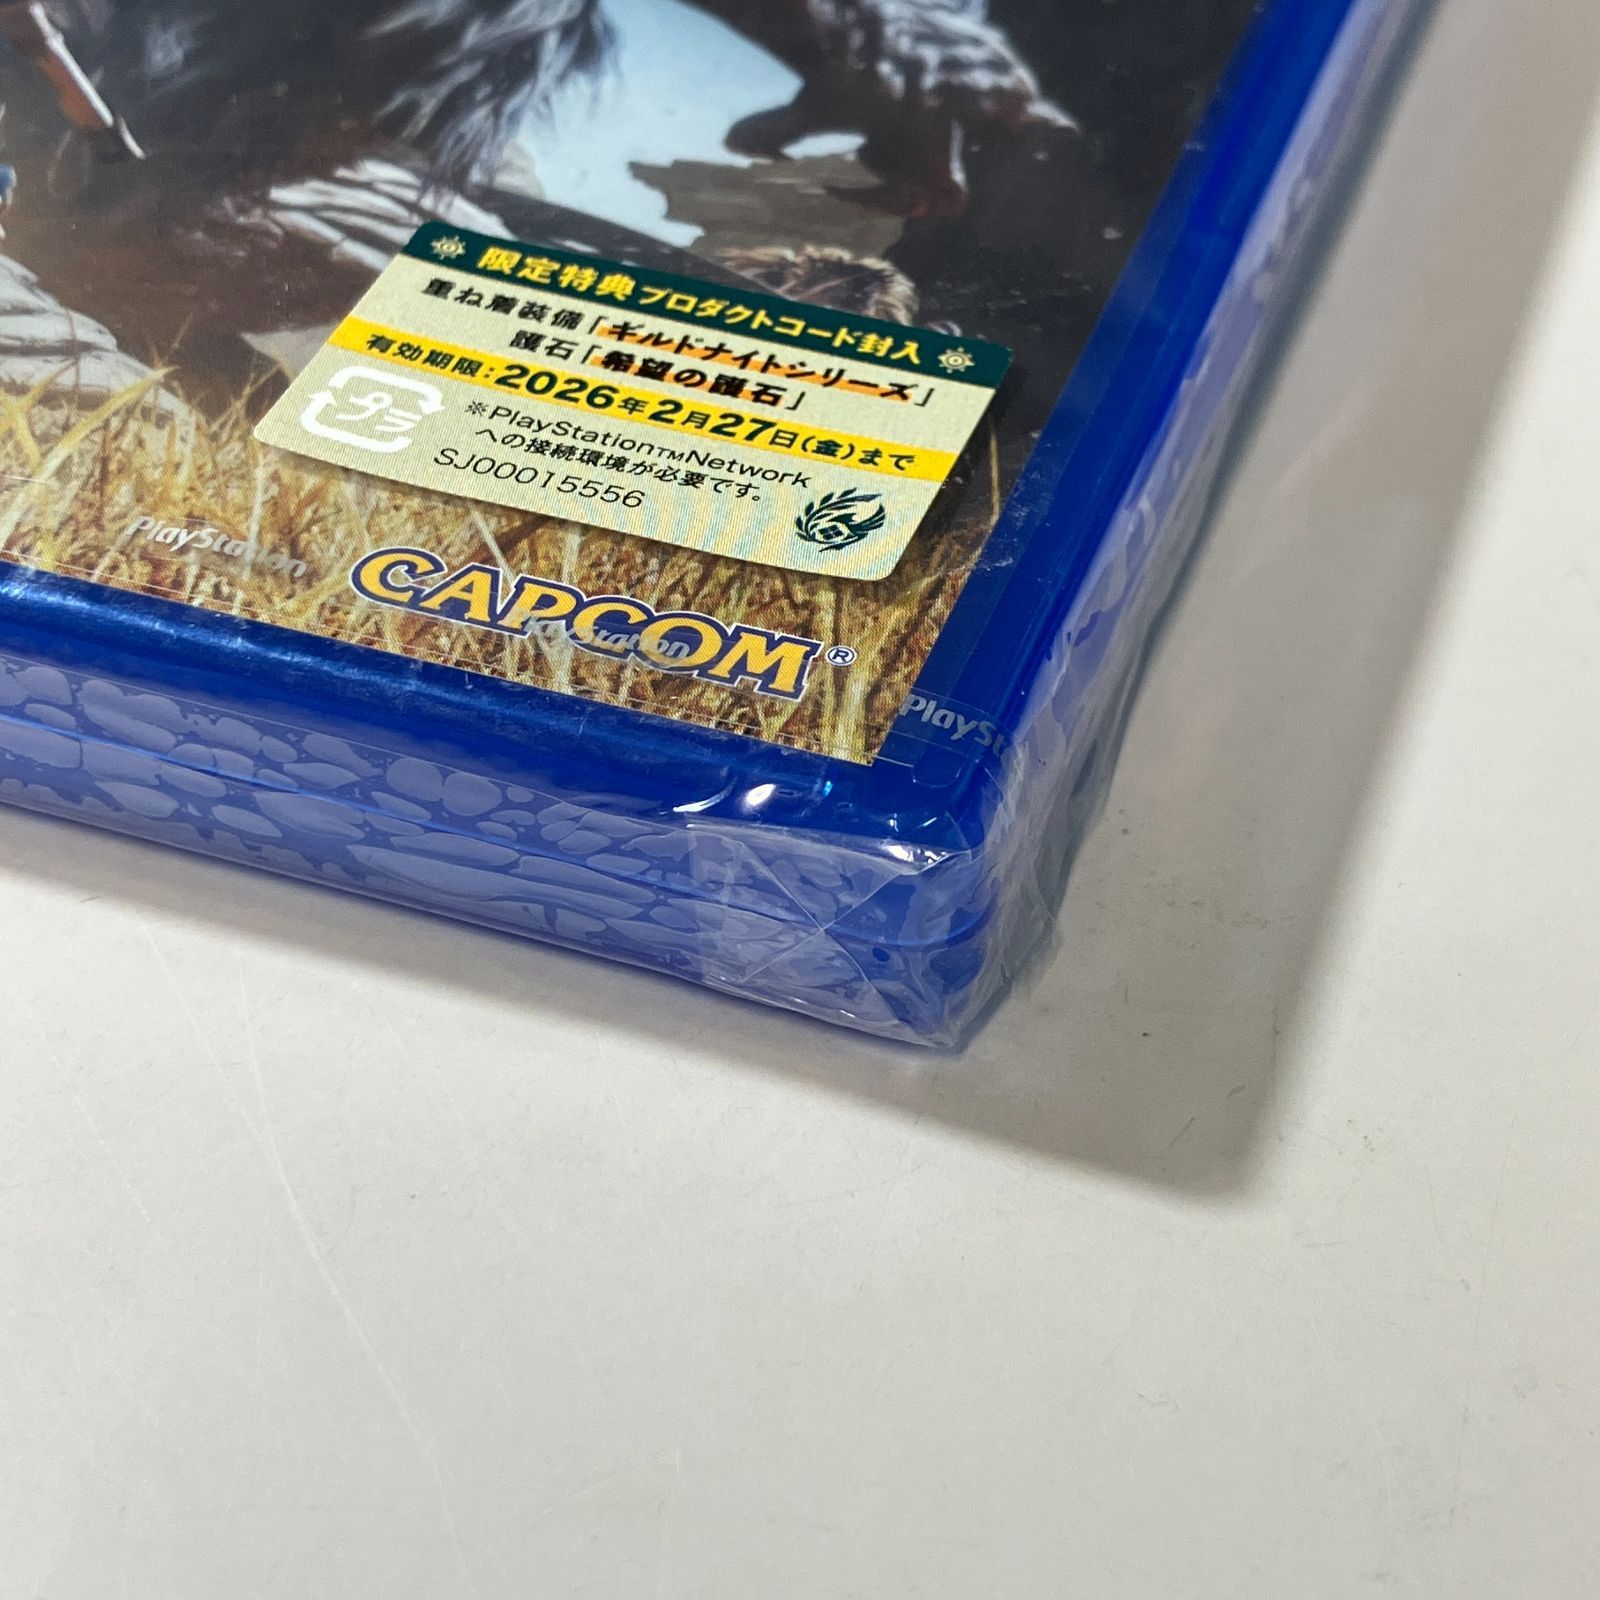 限定特典プロダクトコード封入
重ね着装備「ギルドナイトシリーズ」
護石「希望の護石」
有効期限:2026年2月27日(金)まで
プラ
※PlayStation™Network
への接続環境が必要です。
SJ00015556
PlayStation
CAPCOM®
PlayStation
PlaySt